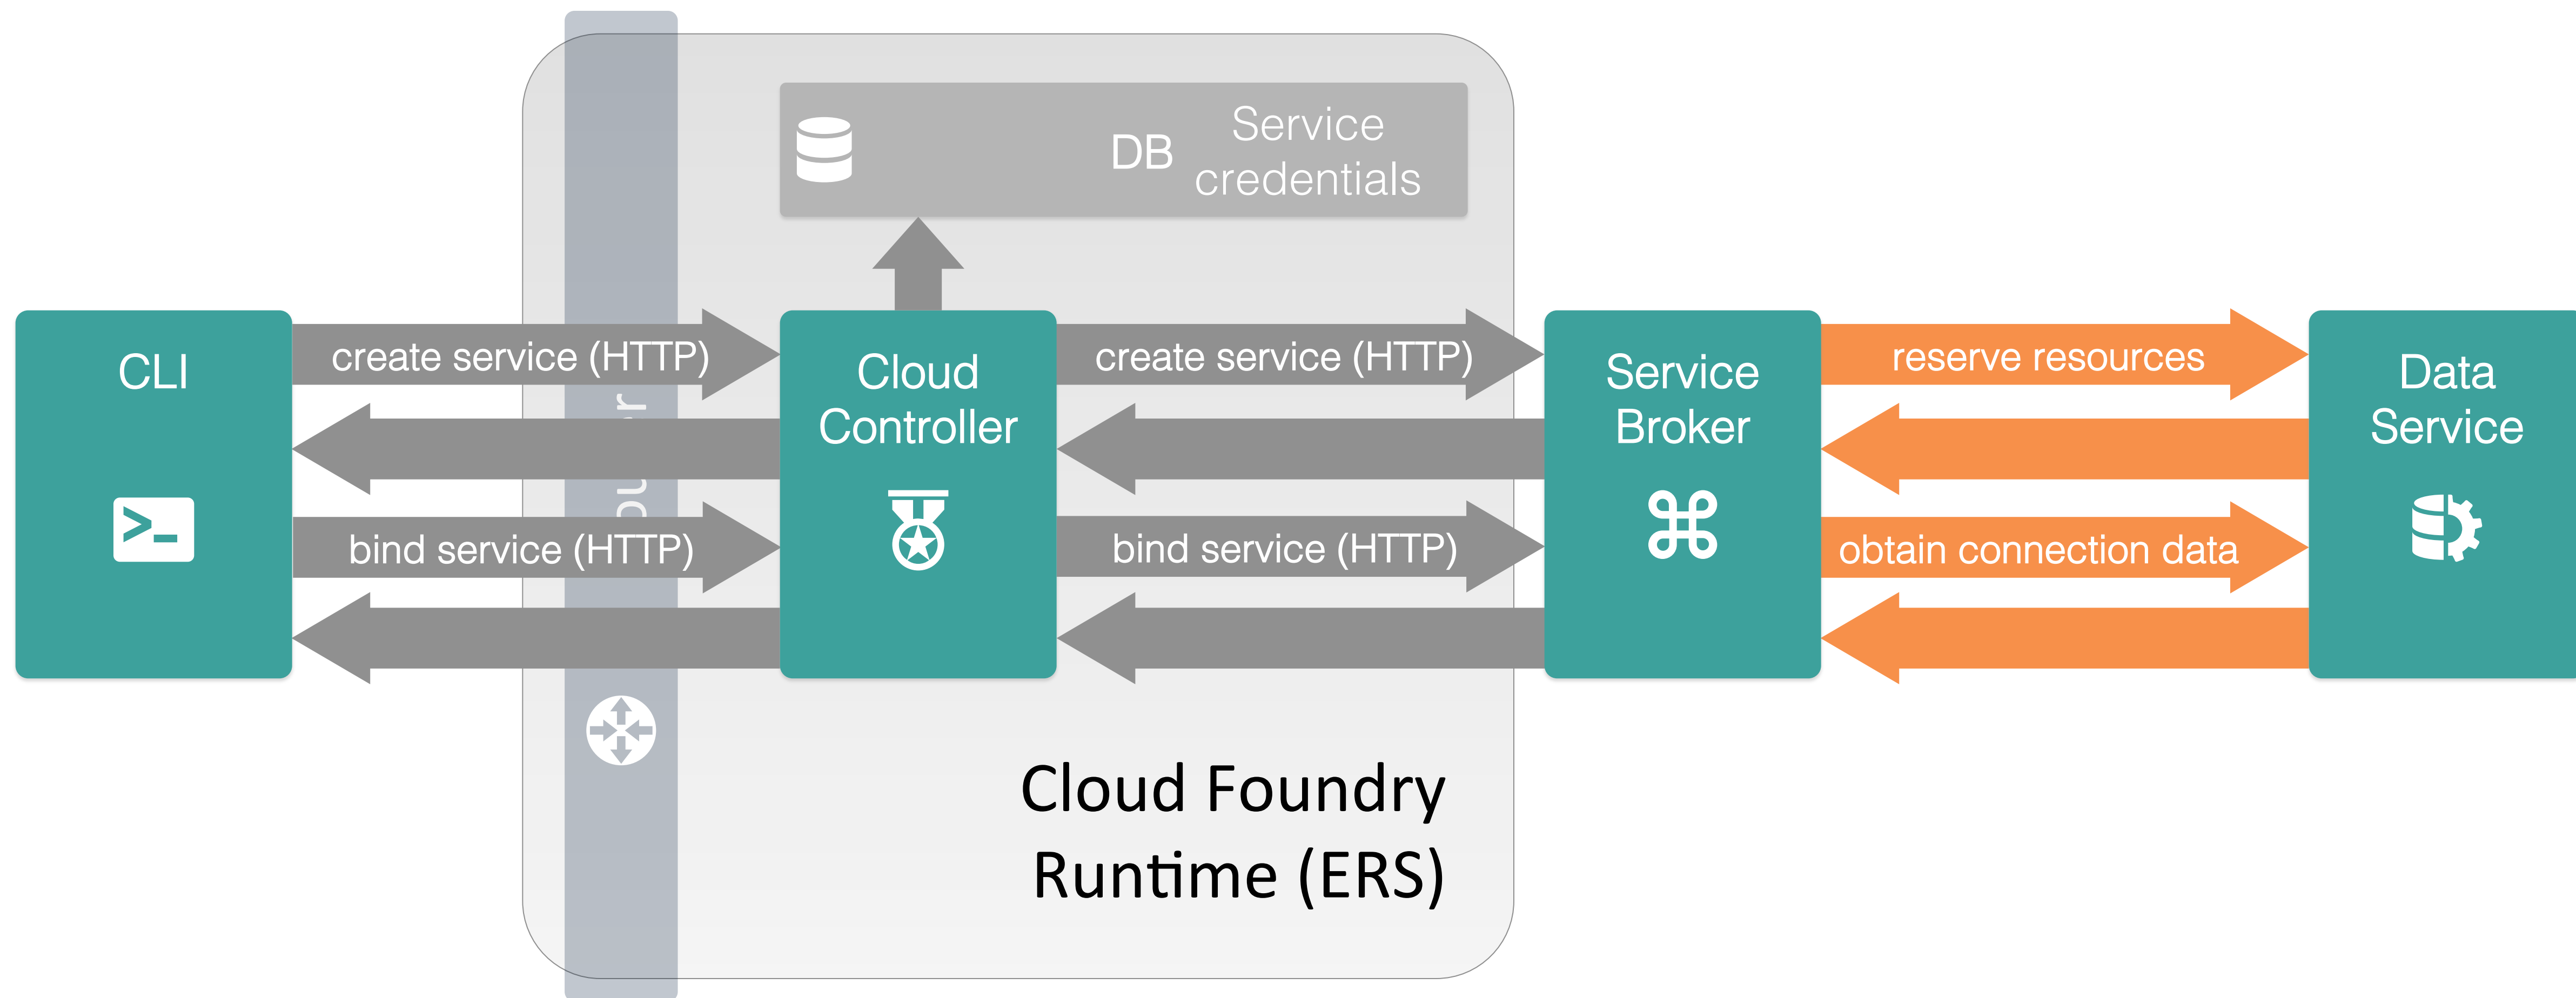 DB
Service
credentials
CLI
create service (HTTP)
Cloud
Controller
create service (HTTP)
Service
Broker
reserve resources
Data
Service
bind service (HTTP)
bind service (HTTP)
obtain connection data
Cloud Foundry
Runtime (ERS)